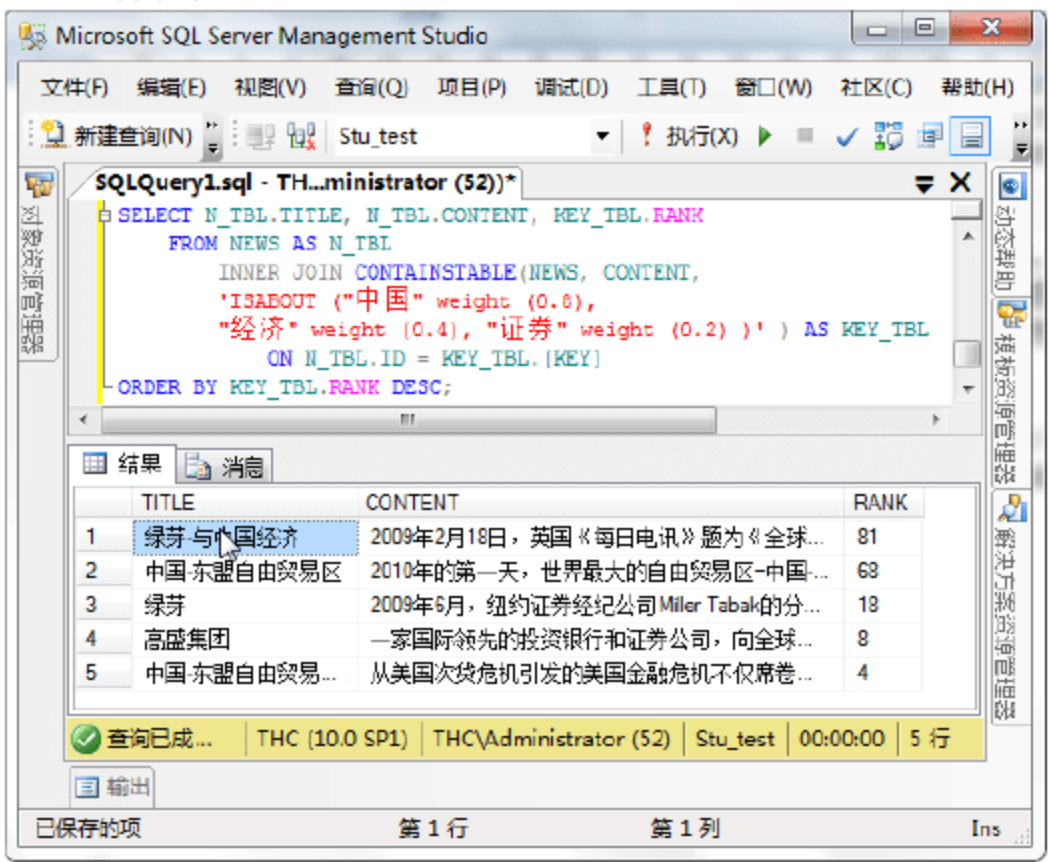 Microsoft SQL Server Management Studio
文件(F) 编辑(E) 视图(V) 查询(Q) 项目(P) 调试(D) 工具(T) 窗口(W) 社区(C) 帮助(H)
新建查询(N) Stu_test 执行(X)
对象资源管理器
SQLQuery1.sql - TH...ministrator (52))*
SELECT N_TBL.TITLE, N_TBL.CONTENT, KEY_TBL.RANK
FROM NEWS AS N_TBL
INNER JOIN CONTAINSTABLE(NEWS, CONTENT,
'ISABOUT ("中国" weight (0.8),
"经济" weight (0.4), "证券" weight (0.2) )' ) AS KEY_TBL
ON N_TBL.ID = KEY_TBL.[KEY]
ORDER BY KEY_TBL.RANK DESC;
动态帮助
模板资源管理器
解决方案资源管理器
结果 消息
TITLE CONTENT RANK
1 绿芽-与中国经济 2009年2月18日，英国《每日电讯》题为《全球... 81
2 中国-东盟自由贸易区 2010年的第一天，世界最大的自由贸易区-中国-... 68
3 绿芽 2009年6月，纽约证券经纪公司Miller Tabak的分... 18
4 高盛集团 一家国际领先的投资银行和证券公司，向全球... 8
5 中国-东盟自由贸易... 从美国次贷危机引发的美国金融危机不仅席卷... 4
查询已成... THC (10.0 SP1) THC\Administrator (52) Stu_test 00:00:00 5 行
输出
已保存的项 第 1 行 第 1 列 Ins